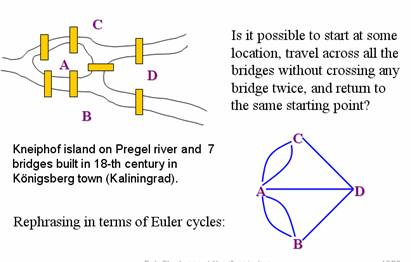 C
A
D
B
Is it possible to start at some
location, travel across all the
bridges without crossing any
bridge twice, and return to
the same starting point?
Kneiphof island on Pregel river and 7
bridges built in 18-th century in
Königsberg town (Kaliningrad).
C
A
D
B
Rephrasing in terms of Euler cycles: